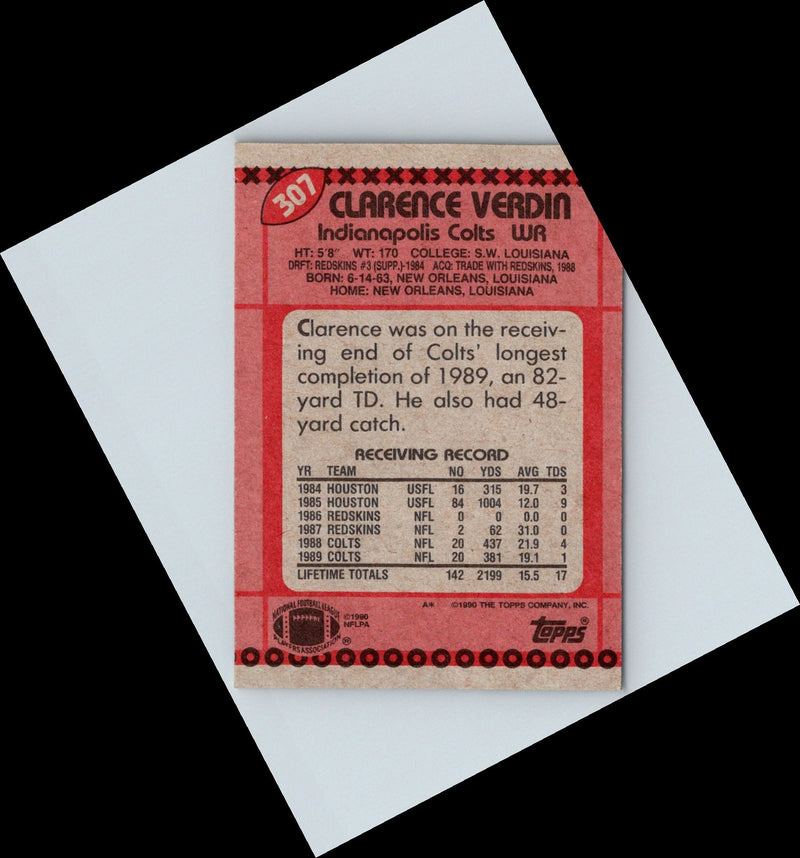 307
CLARENCE VERDIN
Indianapolis Colts WR
HT: 5'8" WT: 170 COLLEGE: S.W. LOUISIANA
DRFT: REDSKINS #3 (SUPP.)-1984 ACQ: TRADE WITH REDSKINS, 1988
BORN: 6-14-63, NEW ORLEANS, LOUISIANA
HOME: NEW ORLEANS, LOUISIANA
Clarence was on the receiv-
ing end of Colts' longest
completion of 1989, an 82-
yard TD. He also had 48-
yard catch.
RECEIVING RECORD
YR TEAM NO YDS AVG TDS
1984 HOUSTON USFL 16 315 19.7 3
1985 HOUSTON USFL 84 1004 12.0 9
1986 REDSKINS NFL 0 0 0.0 0
1987 REDSKINS NFL 2 62 31.0 0
1988 COLTS NFL 20 437 21.9 4
1989 COLTS NFL 20 381 19.1 1
LIFETIME TOTALS 142 2199 15.5 17
A* ©1990 THE TOPPS COMPANY, INC.
NATIONAL FOOTBALL LEAGUE
PLAYERS ASSOCIATION ®
©1990
NFLPA
topps ®